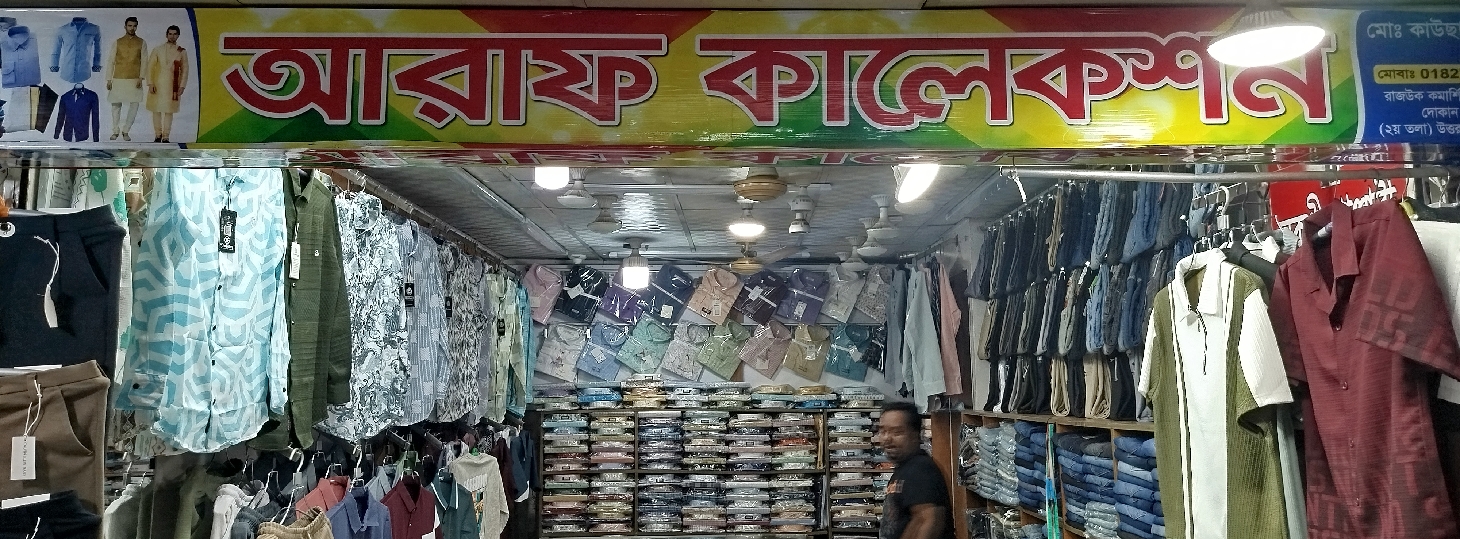 আরাফ কালেকশন
মোঃ কাউছ
মোবাঃ 0182
রাজউক কমার্শি
দোকান
(২য় তলা) উত্তর